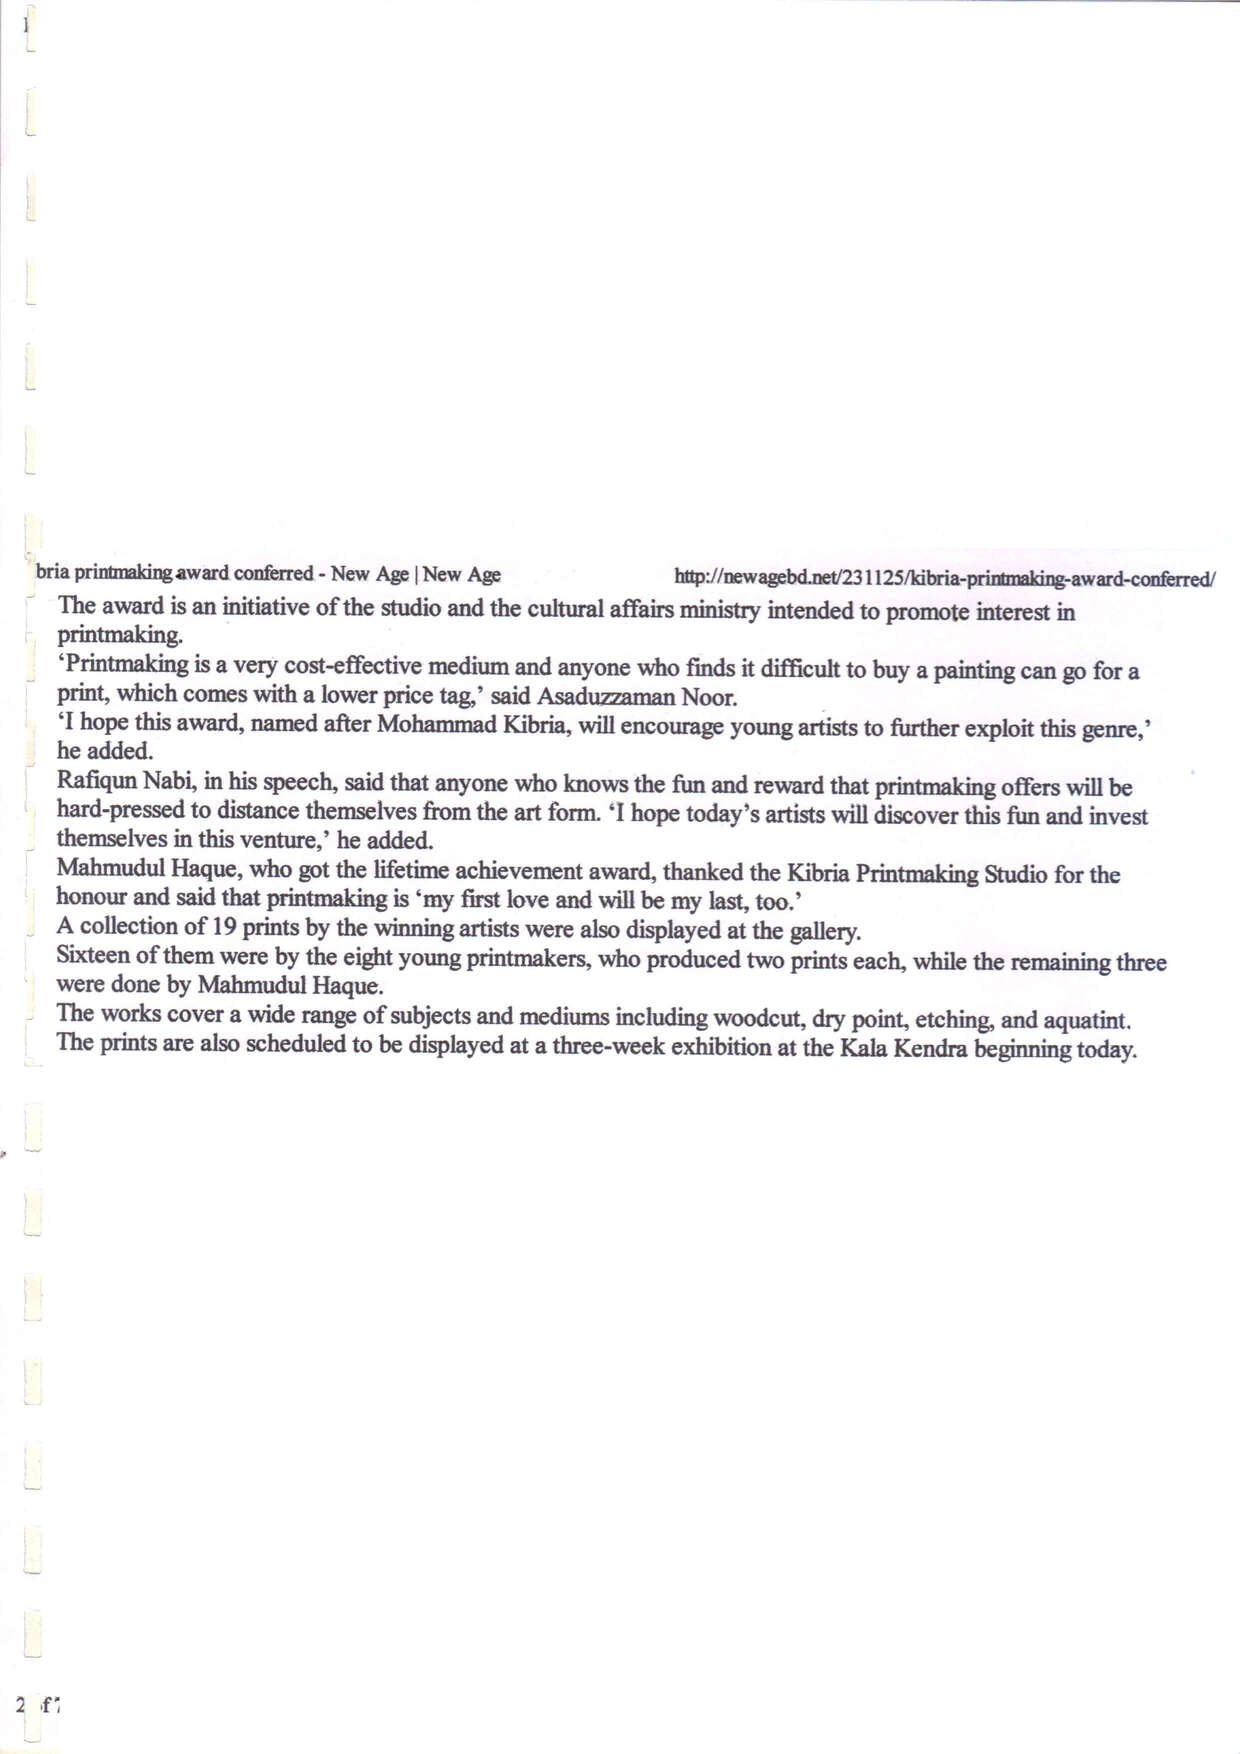 bria printmaking award conferred - New Age | New Age http://newagebd.net/231125/kibria-printmaking-award-conferred/
The award is an initiative of the studio and the cultural affairs ministry intended to promote interest in
printmaking.
‘Printmaking is a very cost-effective medium and anyone who finds it difficult to buy a painting can go for a
print, which comes with a lower price tag,’ said Asaduzzaman Noor.
‘I hope this award, named after Mohammad Kibria, will encourage young artists to further exploit this genre,’
he added.
Rafiqun Nabi, in his speech, said that anyone who knows the fun and reward that printmaking offers will be
hard-pressed to distance themselves from the art form. ‘I hope today’s artists will discover this fun and invest
themselves in this venture,’ he added.
Mahmudul Haque, who got the lifetime achievement award, thanked the Kibria Printmaking Studio for the
honour and said that printmaking is ‘my first love and will be my last, too.’
A collection of 19 prints by the winning artists were also displayed at the gallery.
Sixteen of them were by the eight young printmakers, who produced two prints each, while the remaining three
were done by Mahmudul Haque.
The works cover a wide range of subjects and mediums including woodcut, dry point, etching, and aquatint.
The prints are also scheduled to be displayed at a three-week exhibition at the Kala Kendra beginning today.
2